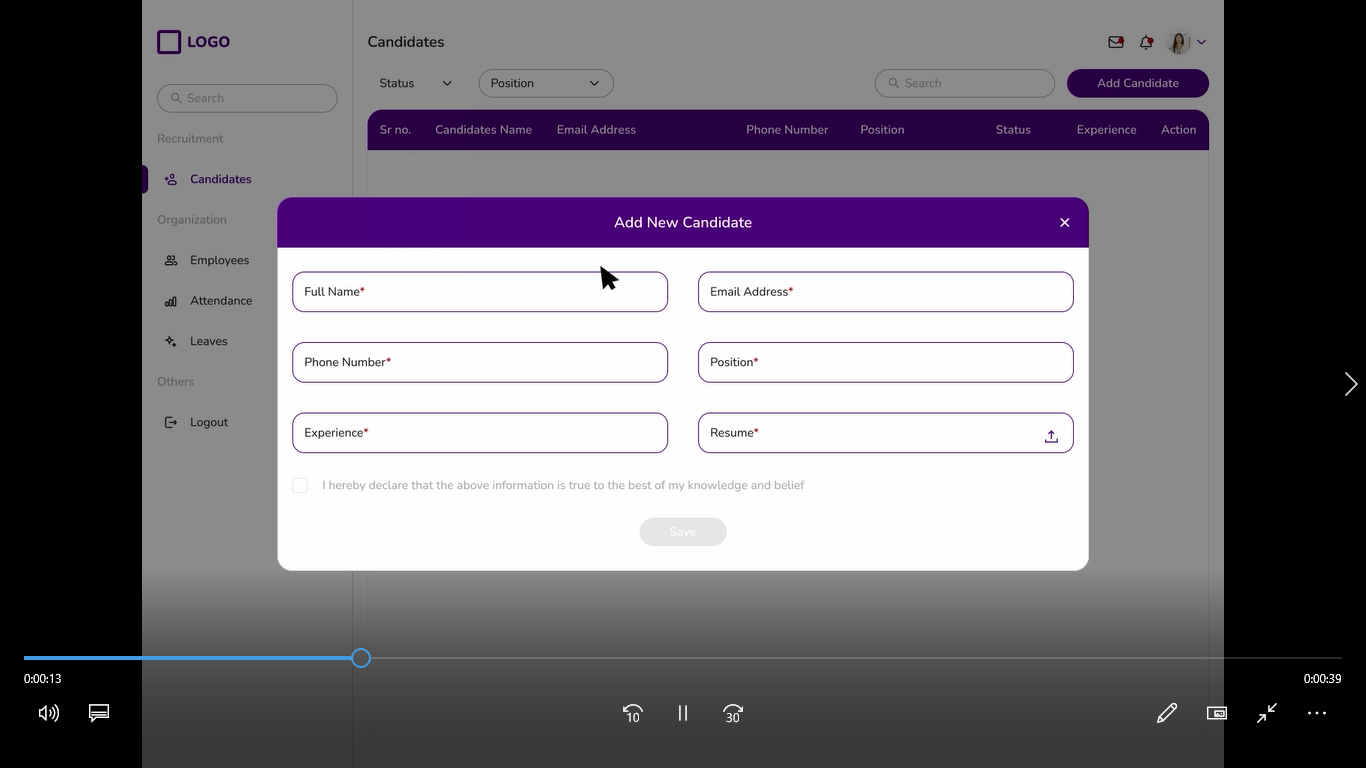 LOGO
Candidates
Status
Position
Search
Add Candidate
Search
Sr no. Candidates Name Email Address Phone Number Position Status Experience Action
Recruitment
Candidates
Organization
Employees
Attendance
Leaves
Others
Logout
Add New Candidate
Full Name*
Email Address*
Phone Number*
Position*
Experience*
Resume*
I hereby declare that the above information is true to the best of my knowledge and belief
Save
0:00:13
0:00:39
10
30